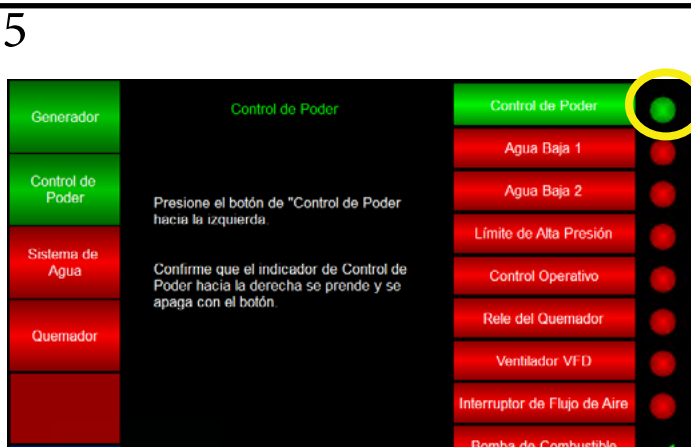 5
Generador
Control de
Poder
Sistema de
Agua
Quemador
Control de Poder
Presione el botón de "Control de Poder
hacia la izquierda.
Confirme que el indicador de Control de
Poder hacia la derecha se prende y se
apaga con el botón.
Control de Poder
Agua Baja 1
Agua Baja 2
Límite de Alta Presión
Control Operativo
Rele del Quemador
Ventilador VFD
Interruptor de Flujo de Aire
Bomba de Combustible